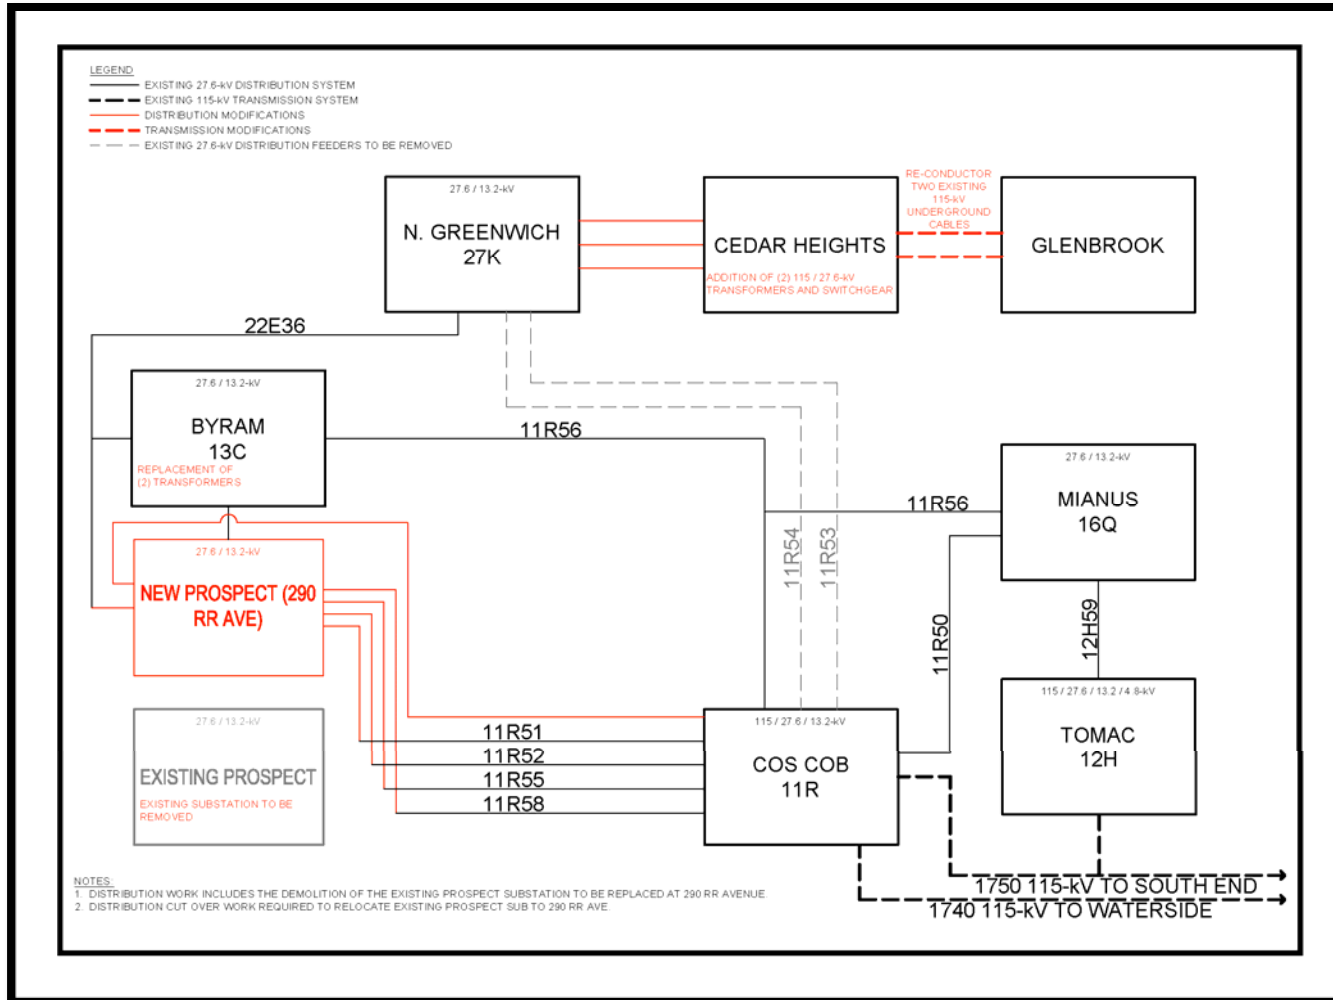 LEGEND
EXISTING 27.6-kV DISTRIBUTION SYSTEM
EXISTING 115-kV TRANSMISSION SYSTEM
DISTRIBUTION MODIFICATIONS
TRANSMISSION MODIFICATIONS
EXISTING 27.6-kV DISTRIBUTION FEEDERS TO BE REMOVED
27.6 / 13.2-kV
N. GREENWICH
27K
CEDAR HEIGHTS
ADDITION OF (2) 115 / 27.6-kV
TRANSFORMERS AND SWITCHGEAR
RE-CONDUCTOR
TWO EXISTING
115-kV
UNDERGROUND
CABLES
GLENBROOK
22E36
27.6 / 13.2-kV
BYRAM
13C
REPLACEMENT OF
(2) TRANSFORMERS
11R56
11R54
11R53
11R56
27.6 / 13.2-kV
MIANUS
16Q
27.6 / 13.2-kV
NEW PROSPECT (290
RR AVE)
11R50
12H59
27.6 / 13.2-kV
EXISTING PROSPECT
EXISTING SUBSTATION TO BE
REMOVED
11R51
11R52
11R55
11R58
115 / 27.6 / 13.2-kV
COS COB
11R
115 / 27.6 / 13.2 / 4.8-kV
TOMAC
12H
1750 115-kV TO SOUTH END
1740 115-kV TO WATERSIDE
NOTES:
1. DISTRIBUTION WORK INCLUDES THE DEMOLITION OF THE EXISTING PROSPECT SUBSTATION TO BE REPLACED AT 290 RR AVENUE.
2. DISTRIBUTION CUT OVER WORK REQUIRED TO RELOCATE EXISTING PROSPECT SUB TO 290 RR AVE.